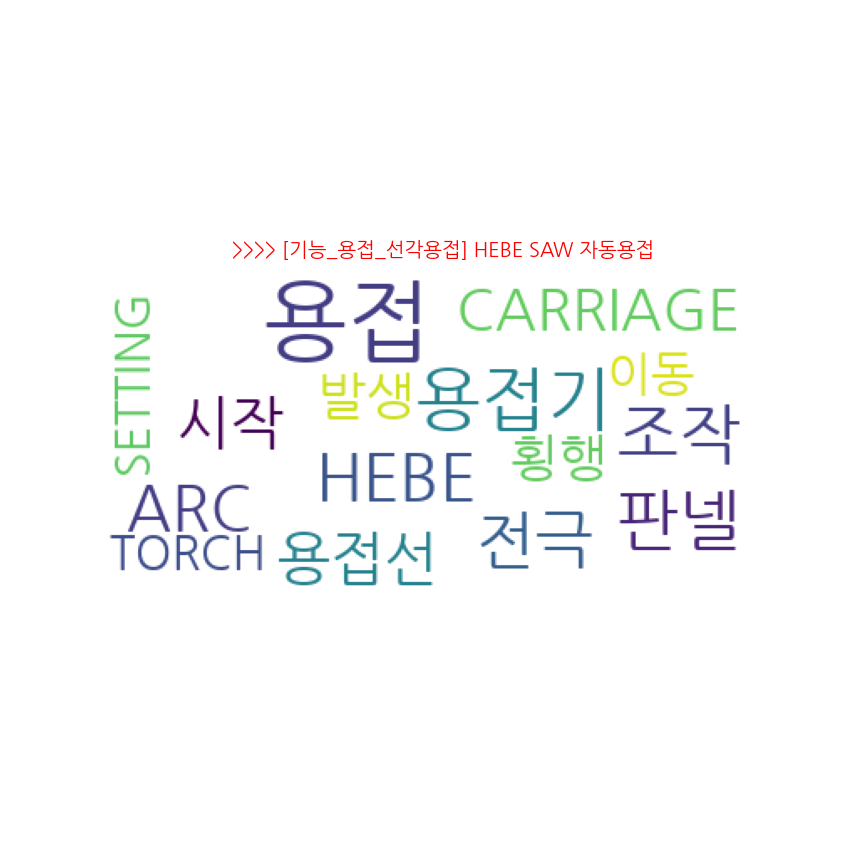 >>>> [기능_용접_선각용접] HEBE SAW 자동용접
용접
CARRIAGE
SETTING
이동
발생
용접기
시작
조작
횡행
HEBE
ARC
판넬
전극
TORCH
용접선